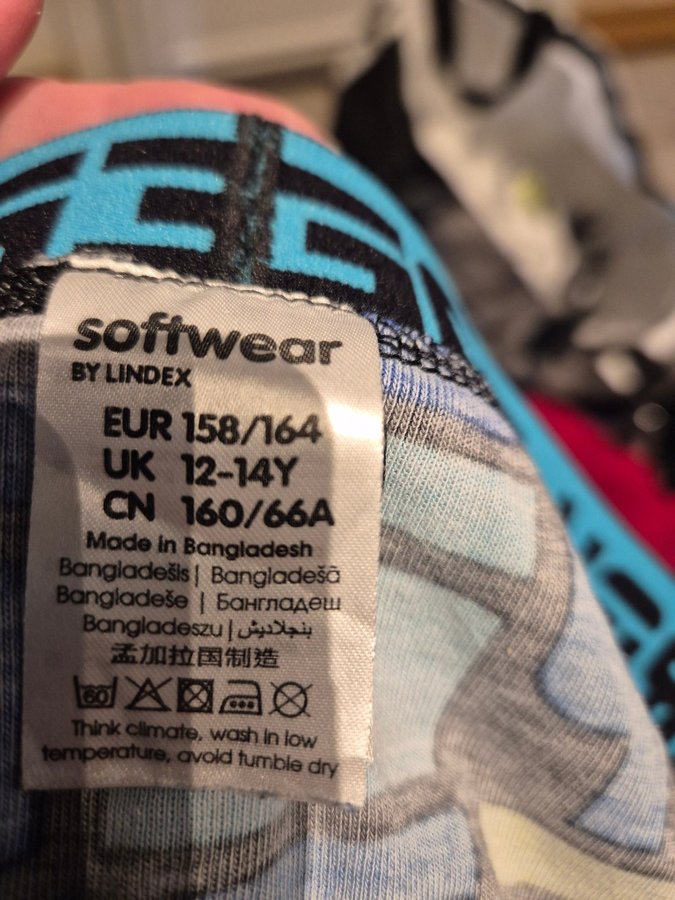 softwear
BY LINDEX
EUR 158/164
UK 12-14Y
CN 160/66A
Made in Bangladesh
Bangladešis | Bangladešā
Bangladeše | Бангладеш
Bangladeszu | بنجلاديش
孟加拉国制造
60
Think climate, wash in low
temperature, avoid tumble dry